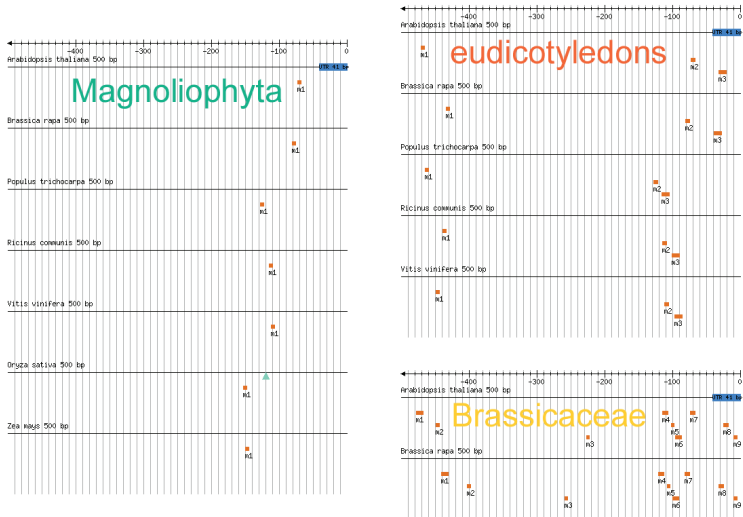 -400 -300 -200 -100 0
Arabidopsis thaliana 500 bp
UTR +1 bp
Magnoliophyta
m1
Brassica rapa 500 bp
m1
Populus trichocarpa 500 bp
m1
Ricinus communis 500 bp
m1
Vitis vinifera 500 bp
m1
Oryza sativa 500 bp
m1
Zea mays 500 bp
m1
-400 -300 -200 -100 0
Arabidopsis thaliana 500 bp
UTR +1 bp
eudicotyledons
m1 m2 m3
Brassica rapa 500 bp
m1 m2 m3
Populus trichocarpa 500 bp
m1 m2 m3
Ricinus communis 500 bp
m1 m2 m3
Vitis vinifera 500 bp
m1 m2 m3
-400 -300 -200 -100 0
Arabidopsis thaliana 500 bp
UTR +1 bp
Brassicaceae
m1 m2 m3 m4 m5 m6 m7 m8 m9
Brassica rapa 500 bp
m1 m2 m3 m4 m5 m6 m7 m8 m9